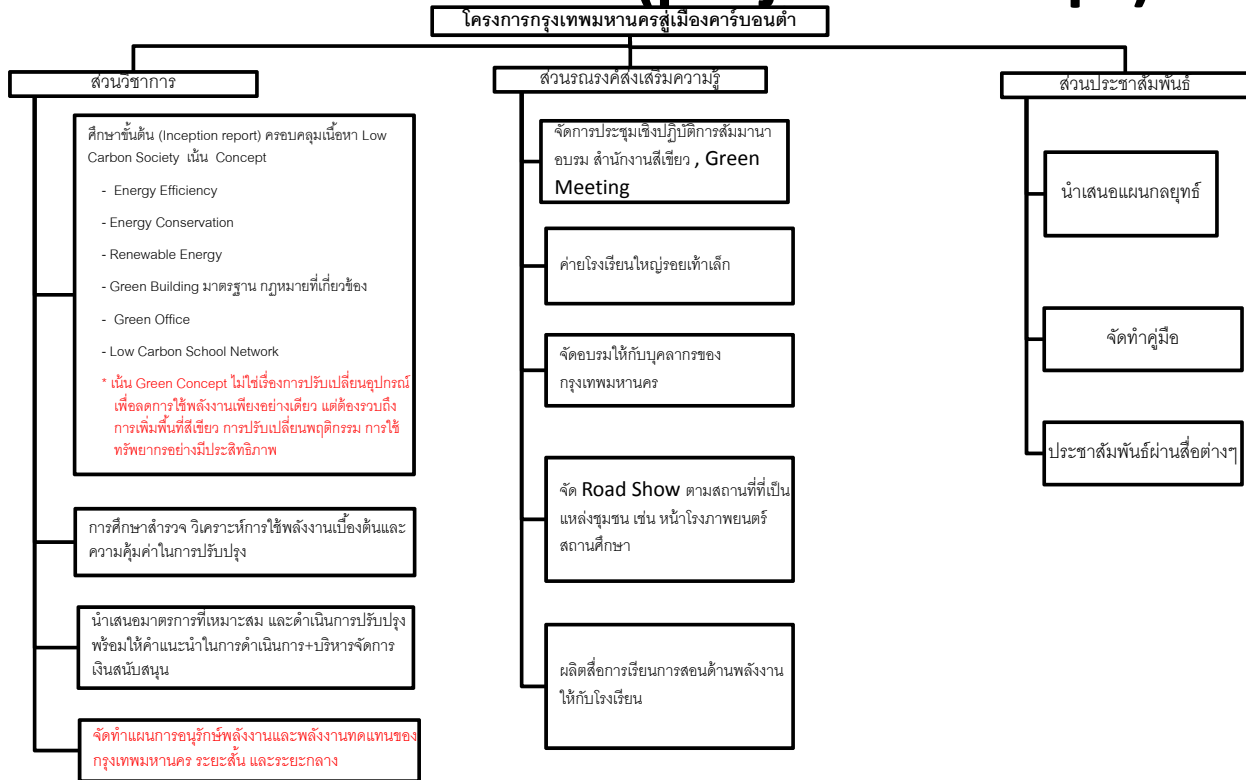 โครงการกรุงเทพมหานครสู่เมืองคาร์บอนต่ำ
ส่วนวิชาการ
ศึกษาขั้นต้น (Inception report) ครอบคลุมเนื้อหา Low
Carbon Society เน้น Concept
- Energy Efficiency
- Energy Conservation
- Renewable Energy
- Green Building มาตรฐาน กฎหมายที่เกี่ยวข้อง
- Green Office
- Low Carbon School Network
* เน้น Green Concept ไม่ใช่เรื่องการปรับเปลี่ยนอุปกรณ์
เพื่อลดการใช้พลังงานเพียงอย่างเดียว แต่ต้องรวบถึง
การเพิ่มพื้นที่สีเขียว การปรับเปลี่ยนพฤติกรรม การใช้
ทรัพยากรอย่างมีประสิทธิภาพ
การศึกษาสำรวจ วิเคราะห์การใช้พลังงานเบื้องต้นและ
ความคุ้มค่าในการปรับปรุง
นำเสนอมาตรการที่เหมาะสม และดำเนินการปรับปรุง
พร้อมให้คำแนะนำในการดำเนินการ+บริหารจัดการ
เงินสนับสนุน
จัดทำแผนการอนุรักษ์พลังงานและพลังงานทดแทนของ
กรุงเทพมหานคร ระยะสั้น และระยะกลาง
ส่วนรณรงค์ส่งเสริมความรู้
จัดการประชุมเชิงปฏิบัติการสัมมานา
อบรม สำนักงานสีเขียว , Green
Meeting
ค่ายโรงเรียนใหญ่รอยเท้าเล็ก
จัดอบรมให้กับบุคลากรของ
กรุงเทพมหานคร
จัด Road Show ตามสถานที่ที่เป็น
แหล่งชุมชน เช่น หน้าโรงภาพยนตร์
สถานศึกษา
ผลิตสื่อการเรียนการสอนด้านพลังงาน
ให้กับโรงเรียน
ส่วนประชาสัมพันธ์
นำเสนอแผนกลยุทธ์
จัดทำคู่มือ
ประชาสัมพันธ์ผ่านสื่อต่างๆ